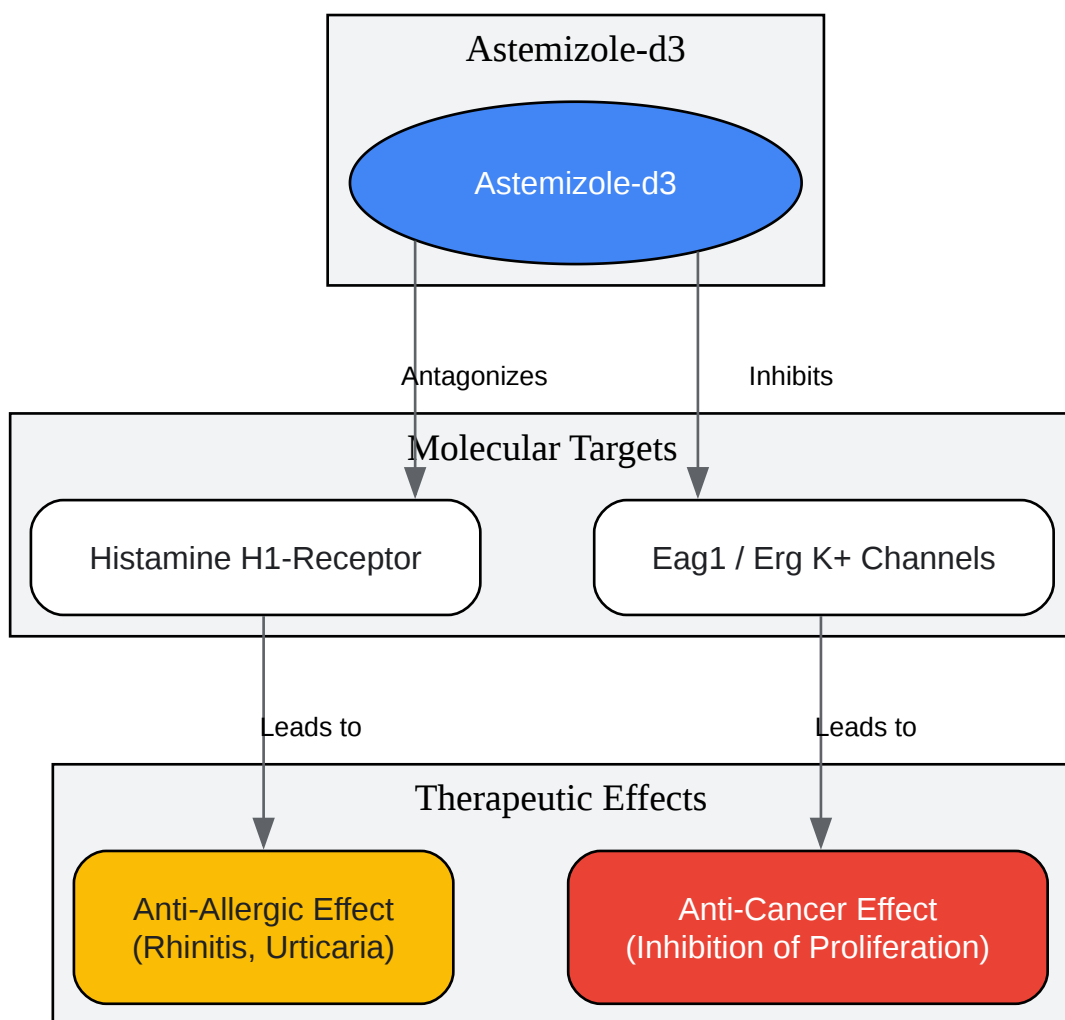 Astemizole-d3
Astemizole-d3
Antagonizes
Inhibits
Molecular Targets
Histamine H1-Receptor
Eag1 / Erg K+ Channels
Leads to
Leads to
Therapeutic Effects
Anti-Allergic Effect
(Rhinitis, Urticaria)
Anti-Cancer Effect
(Inhibition of Proliferation)